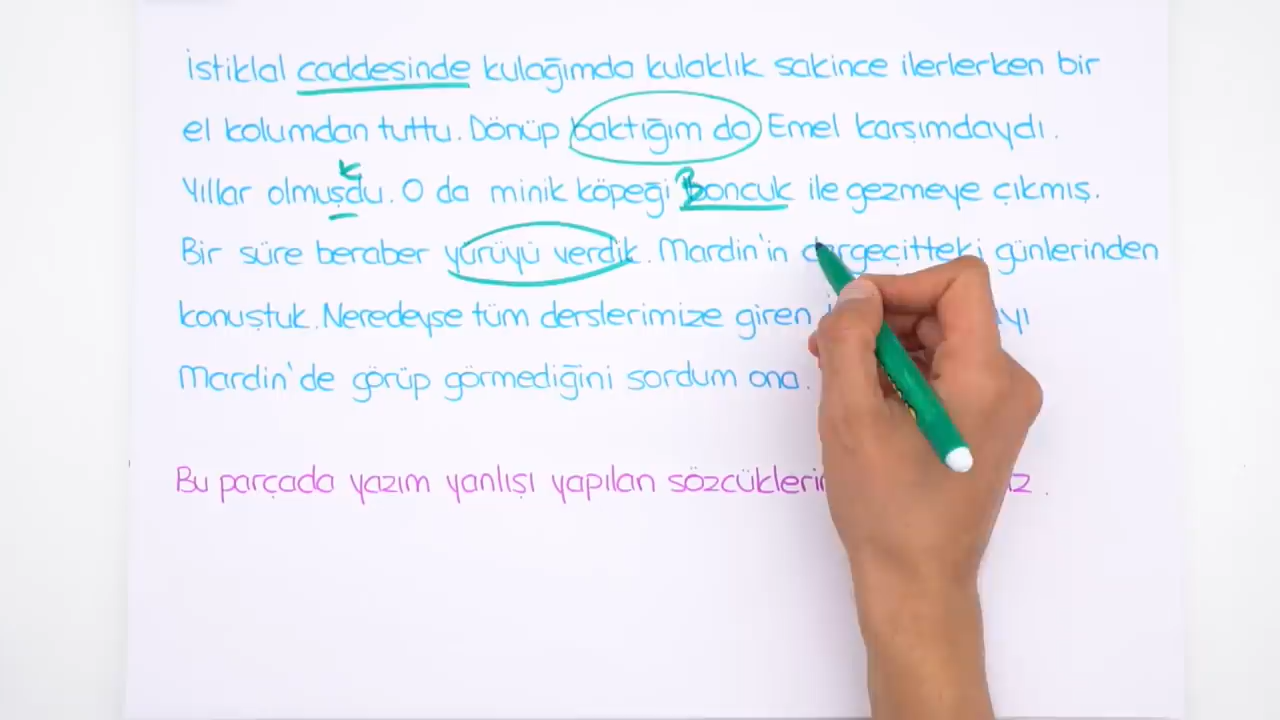 İstiklal caddesinde kulağımda kulaklık sakince ilerlerken bir
el kolumdan tuttu. Dönüp baktığım da Emel karşımdaydı.
Yıllar olmuşdu. O da minik köpeği Boncuk ile gezmeye çıkmış.
Bir süre beraber yürüyü verdik. Mardin'in dargeçitteki günlerinden
konuştuk. Neredeyse tüm derslerimize giren
Mardin'de görüp görmediğini sordum ona.
Bu parçada yazım yanlışı yapılan